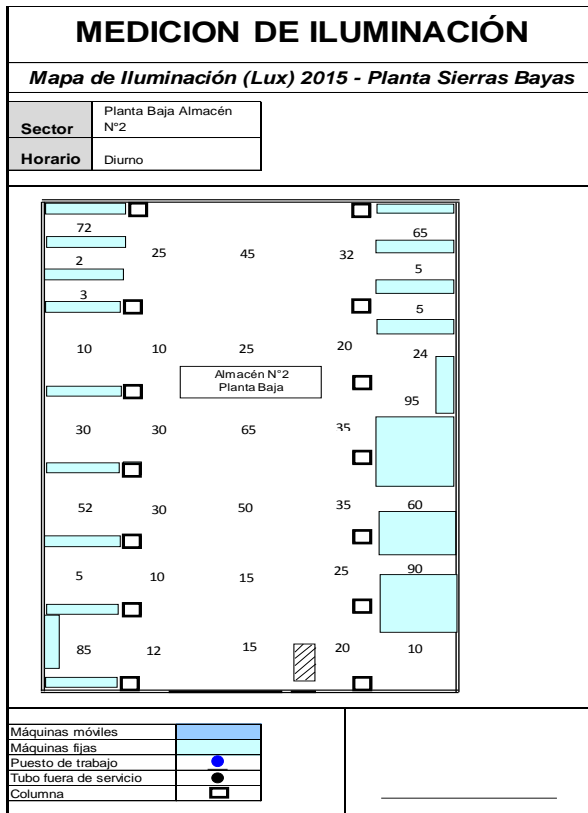 MEDICION DE ILUMINACIÓN
Mapa de Iluminación (Lux) 2015 - Planta Sierras Bayas
Sector
Planta Baja Almacén
N°2
Horario
Diurno
72
65
25
45
32
2
5
3
5
10
10
25
20
24
Almacén N°2
Planta Baja
95
30
30
65
35
52
30
50
35
60
5
10
15
25
90
85
12
15
20
10
Máquinas móviles
Máquinas fijas
Puesto de trabajo
Tubo fuera de servicio
Columna